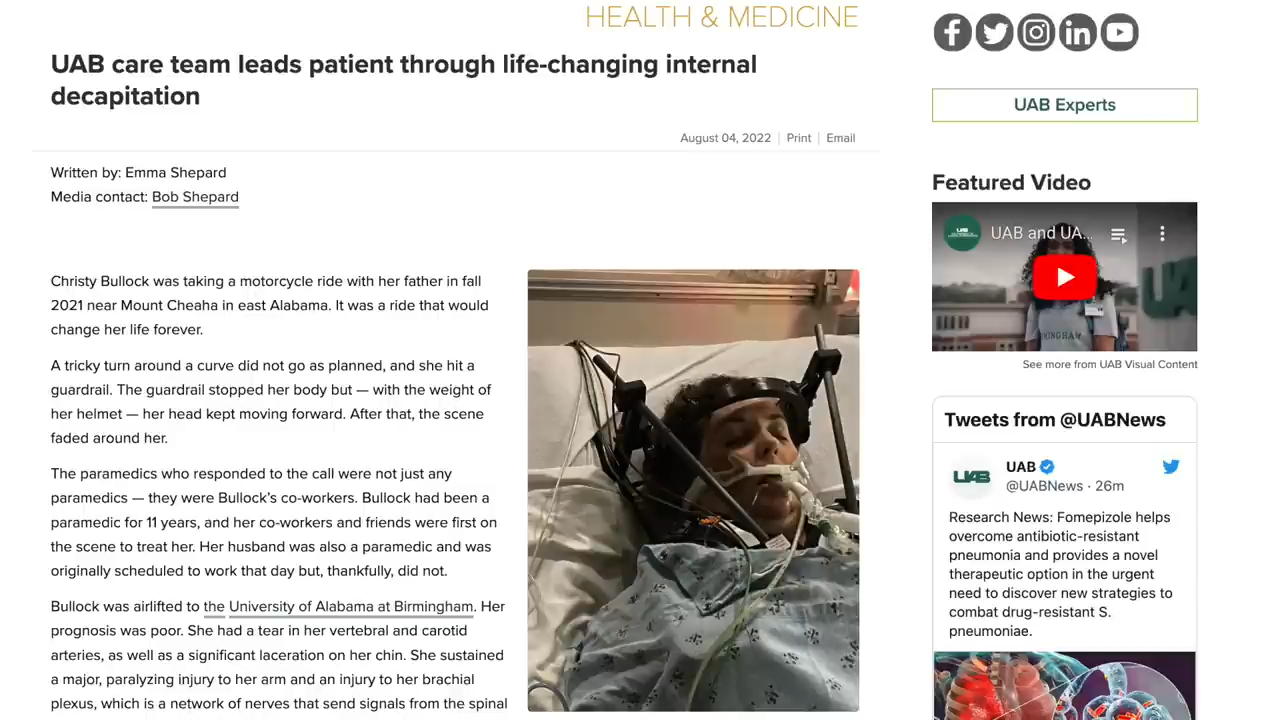 HEALTH & MEDICINE
UAB care team leads patient through life-changing internal
decapitation
August 04, 2022 | Print | Email
Written by: Emma Shepard
Media contact: Bob Shepard
Christy Bullock was taking a motorcycle ride with her father in fall
2021 near Mount Cheaha in east Alabama. It was a ride that would
change her life forever.
A tricky turn around a curve did not go as planned, and she hit a
guardrail. The guardrail stopped her body but — with the weight of
her helmet — her head kept moving forward. After that, the scene
faded around her.
The paramedics who responded to the call were not just any
paramedics — they were Bullock's co-workers. Bullock had been a
paramedic for 11 years, and her co-workers and friends were first on
the scene to treat her. Her husband was also a paramedic and was
originally scheduled to work that day but, thankfully, did not.
Bullock was airlifted to the University of Alabama at Birmingham. Her
prognosis was poor. She had a tear in her vertebral and carotid
arteries, as well as a significant laceration on her chin. She sustained
a major, paralyzing injury to her arm and an injury to her brachial
plexus, which is a network of nerves that send signals from the spinal
UAB Experts
Featured Video
UAB and UA...
See more from UAB Visual Content
Tweets from @UABNews
UAB
@UABNews · 26m
Research News: Fomepizole helps
overcome antibiotic-resistant
pneumonia and provides a novel
therapeutic option in the urgent
need to discover new strategies to
combat drug-resistant S.
pneumoniae.